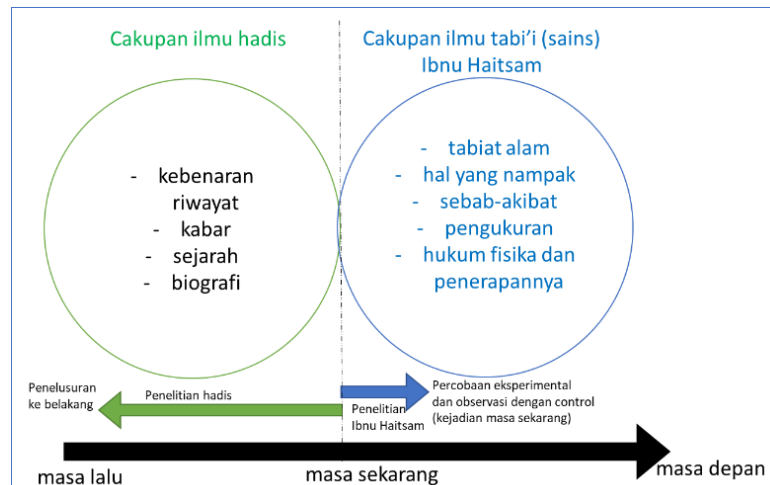 Cakupan ilmu hadis
Cakupan ilmu tabi’i (sains)
Ibnu Haitsam
- kebenaran
riwayat
- kabar
- sejarah
- biografi
- tabiat alam
- hal yang nampak
- sebab-akibat
- pengukuran
- hukum fisika dan
penerapannya
Penelusuran
ke belakang
Penelitian hadis
Penelitian
Ibnu Haitsam
Percobaan eksperimental
dan observasi dengan control
(kejadian masa sekarang)
masa lalu
masa sekarang
masa depan